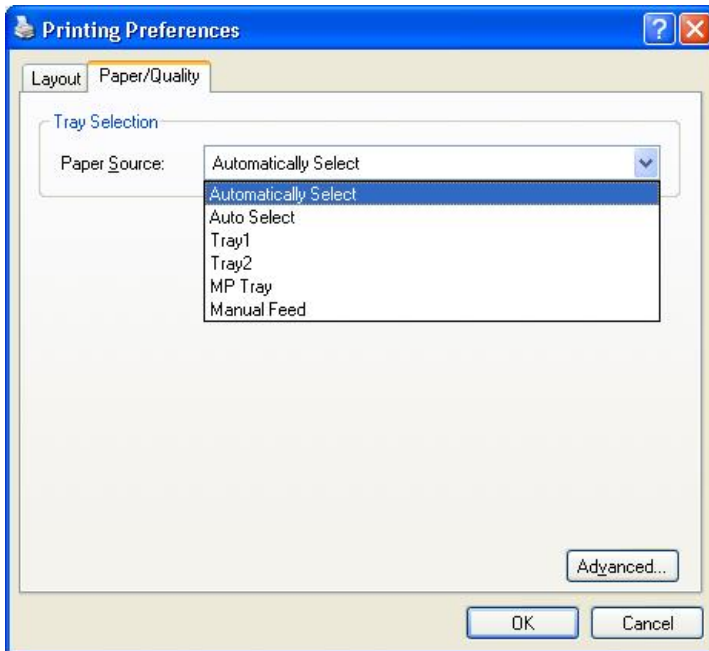 Printing Preferences
Layout
Paper/Quality
Tray Selection
Paper Source:
Automatically Select
Automatically Select
Auto Select
Tray1
Tray2
MP Tray
Manual Feed
Advanced...
OK
Cancel